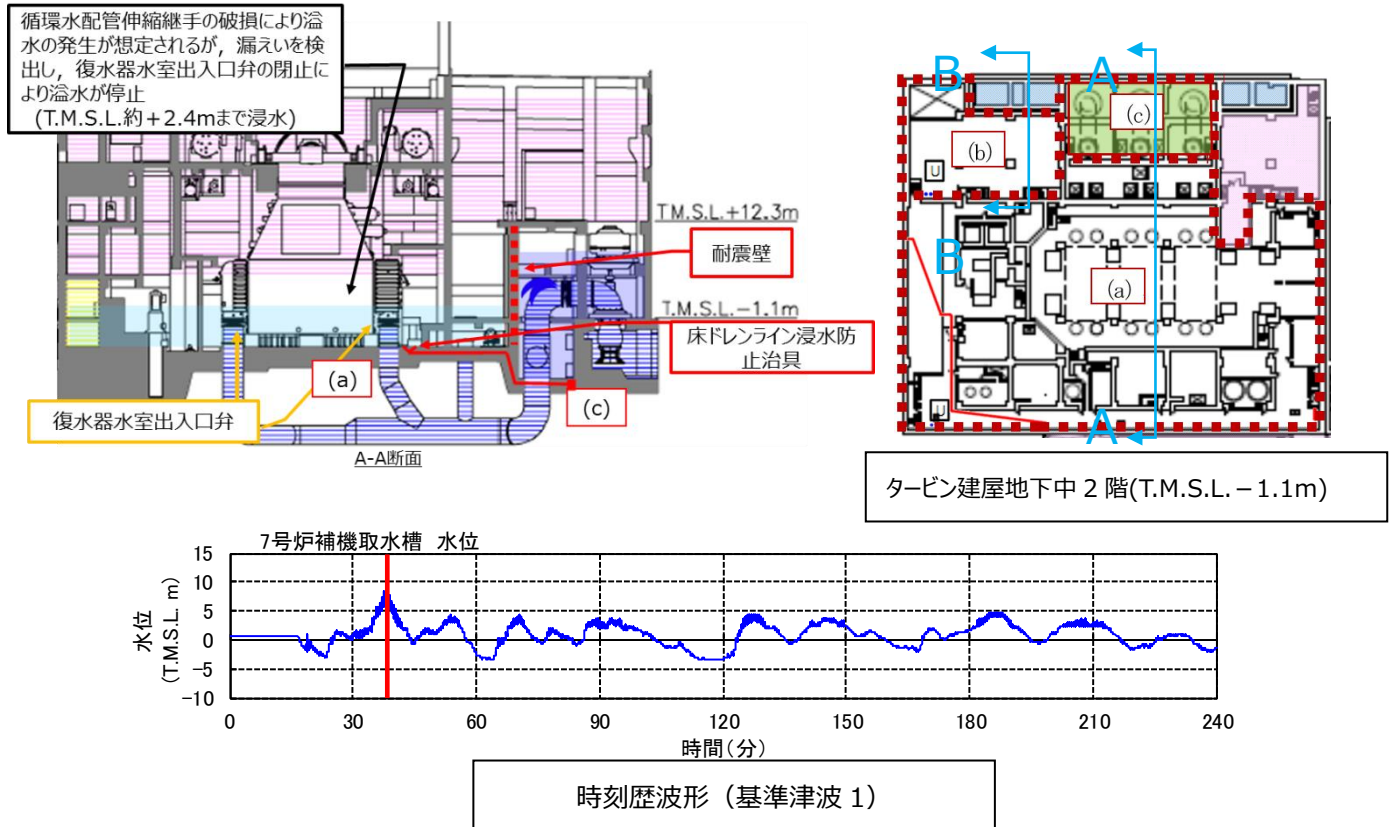 循環水配管伸縮継手の破損により溢
水の発生が想定されるが，漏えいを検
出し，復水器水室出入口弁の閉止に
より溢水が停止
(T.M.S.L.約+2.4mまで浸水)
T.M.S.L.+12.3m
耐震壁
T.M.S.L.−1.1m
床ドレンライン浸水防
止治具
(a)
(c)
復水器水室出入口弁
A-A断面
B
A
(c)
(b)
U
B
(a)
U
A
タービン建屋地下中２階(T.M.S.L.－1.1m)
7号炉補機取水槽 水位
水位
(T.M.S.L. m)
15
10
5
0
−5
−10
0 30 60 90 120 150 180 210 240
時間(分)
時刻歴波形（基準津波 1）